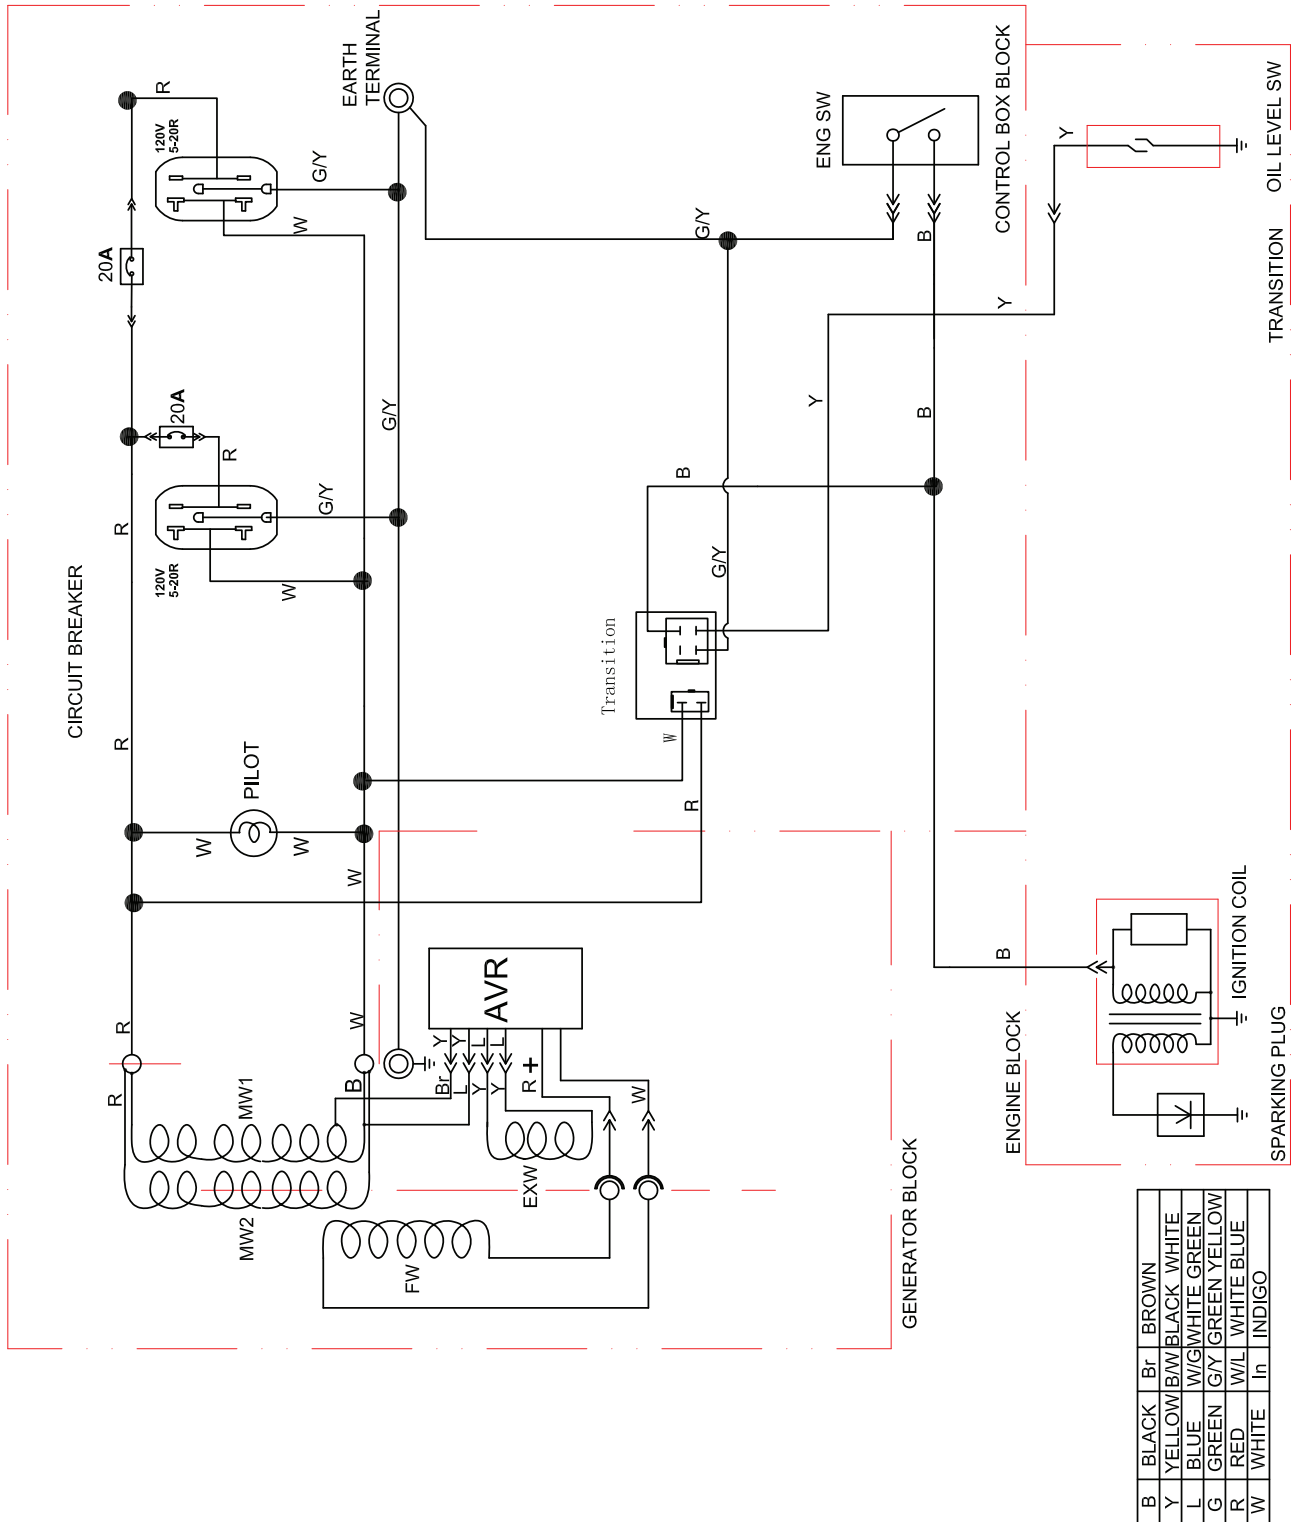 CIRCUIT BREAKER
R
R
R
R
R
20A
R
20A
R
120V
5-20R
120V
5-20R
PILOT
W
W
W
W
W
W
G/Y
G/Y
G/Y
EARTH
TERMINAL
MW1
MW2
B
FW
EXW
AVR
Y
Y
L
L
Br
L
Y
Y
R +
W
GENERATOR BLOCK
Transition
W
R
B
G/Y
G/Y
Y
Y
Y
ENG SW
B
B
B
CONTROL BOX BLOCK
ENGINE BLOCK
TRANSITION
OIL LEVEL SW
IGNITION COIL
SPARKING PLUG
B BLACK Br BROWN
Y YELLOW B/W BLACK WHITE
L BLUE W/G WHITE GREEN
G GREEN G/Y GREEN YELLOW
R RED W/L WHITE BLUE
W WHITE In INDIGO